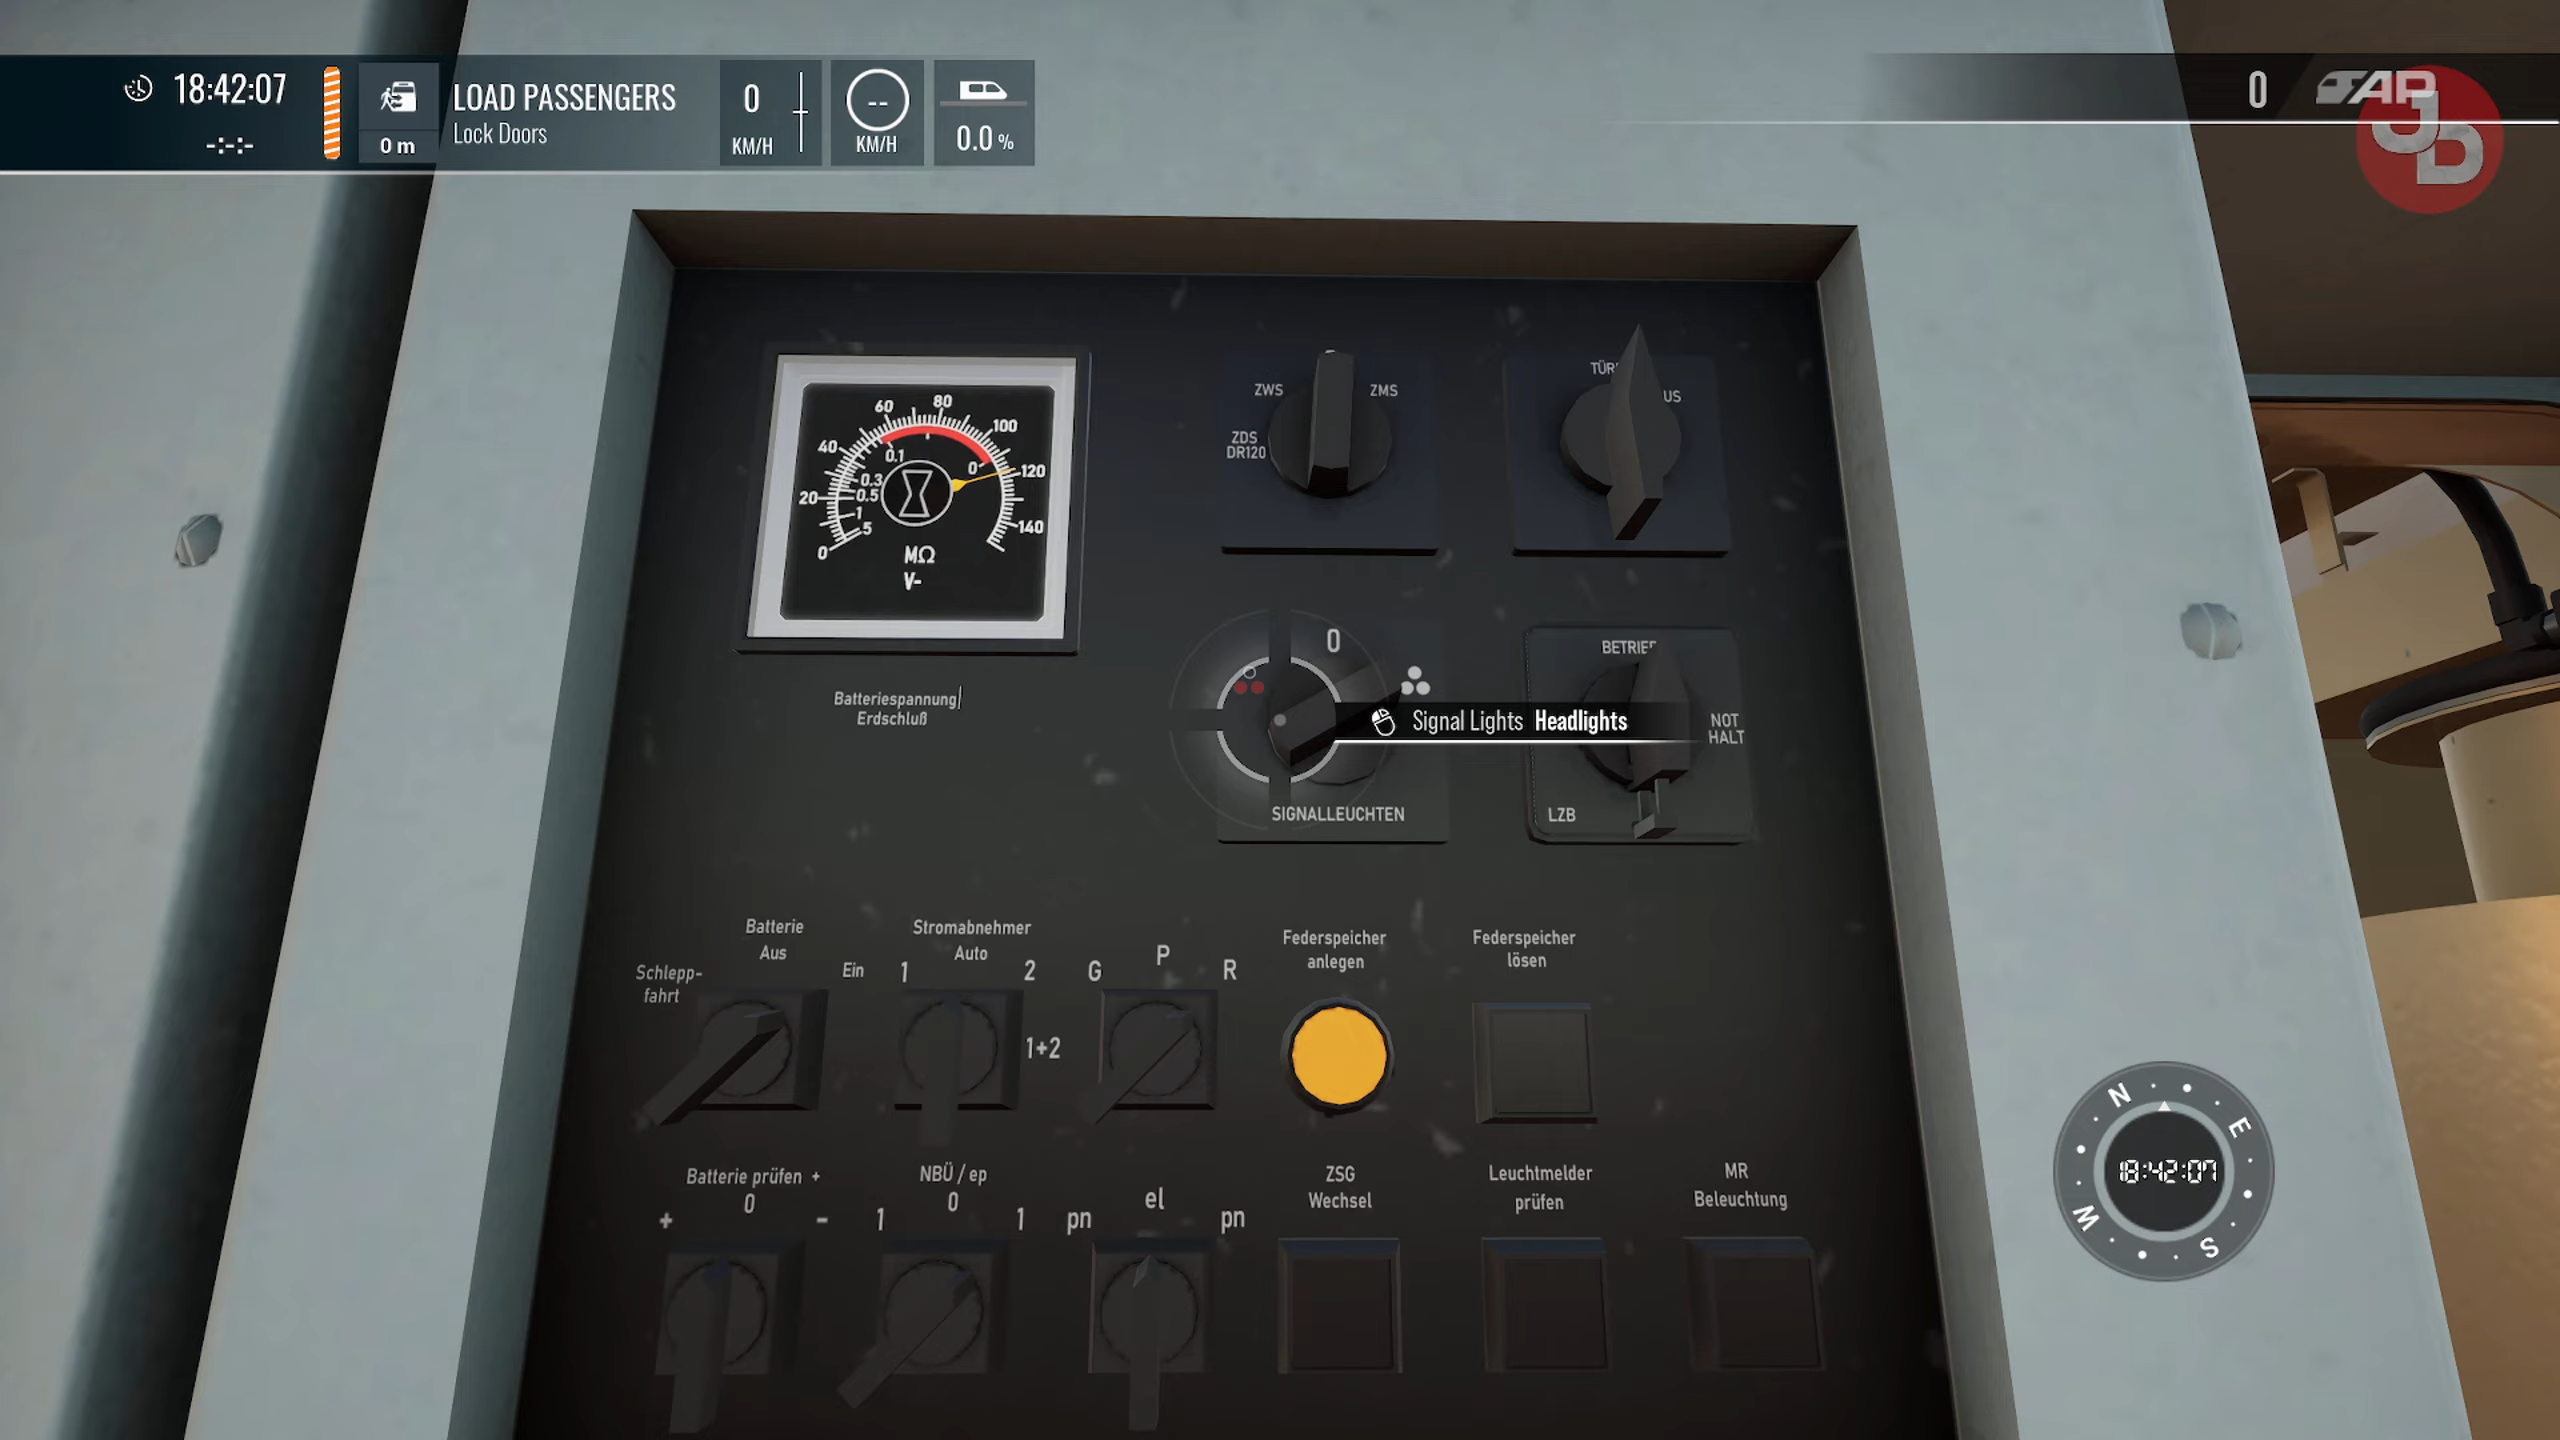 18:42:07
-:-:-
0 m
LOAD PASSENGERS
Lock Doors
0
KM/H
--
KM/H
0.0 %
0
AP
JD
60 80 100 120 140
40 20 0
0.1 0.3 0.5 1 5 0
MΩ
V-
Batteriespannung
Erdschluß
ZWS ZMS
ZDS
DR120
0
Signal Lights Headlights
SIGNALLEUCHTEN
NOT
HALT
LZB
Batterie
Aus
Schlepp-
fahrt
Ein
Stromabnehmer
Auto
1 2
1+2
G P R
Federspeicher
anlegen
Federspeicher
lösen
Batterie prüfen +
0
+ -
NBÜ / ep
0
1 1
pn el pn
ZSG
Wechsel
Leuchtmelder
prüfen
MR
Beleuchtung
N E S W
18:42:07